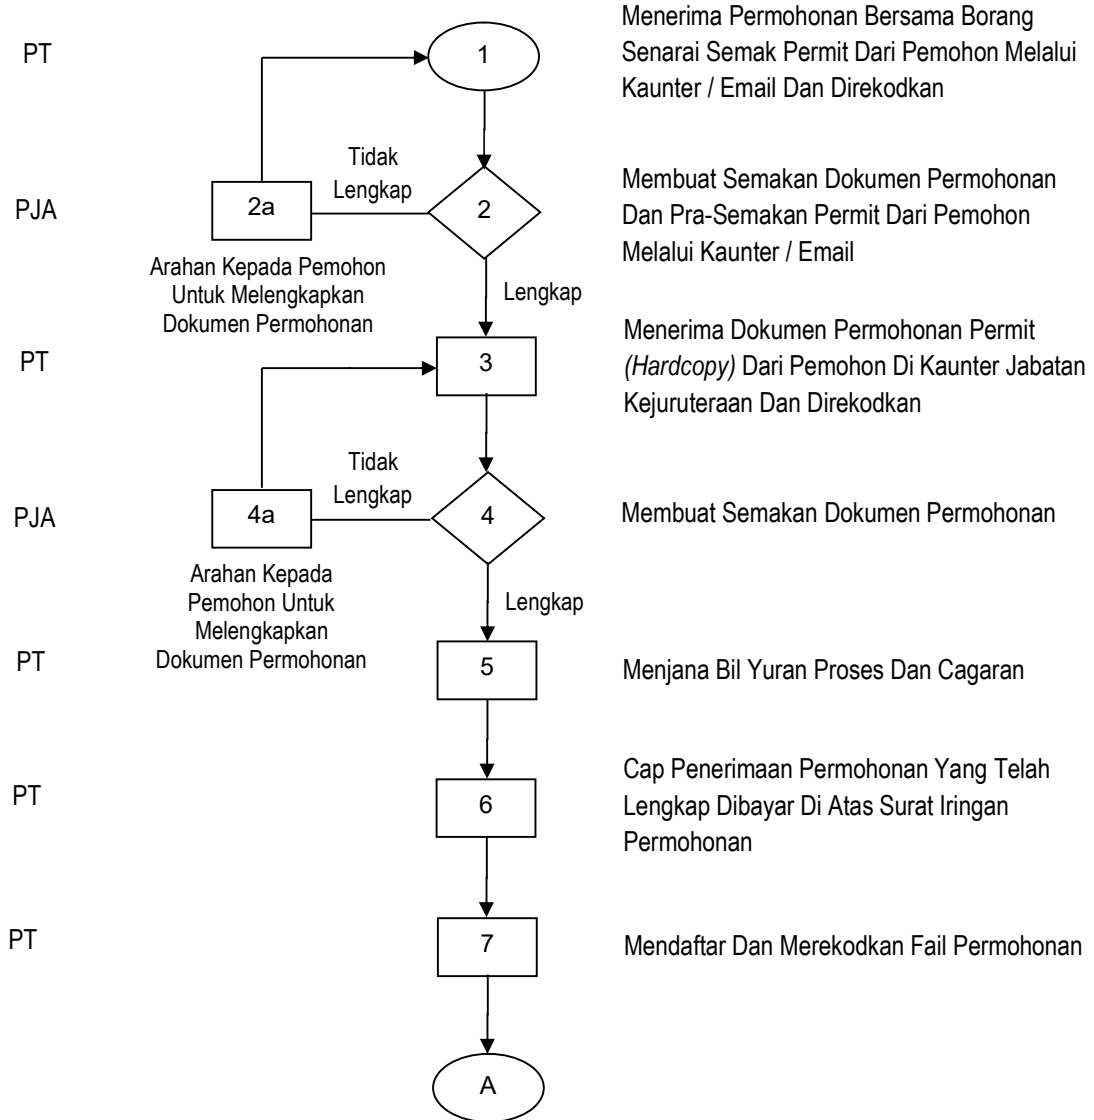 PT
1
Menerima Permohonan Bersama Borang
Senarai Semak Permit Dari Pemohon Melalui
Kaunter / Email Dan Direkodkan
PJA
2a
Tidak
Lengkap
2
Membuat Semakan Dokumen Permohonan
Dan Pra-Semakan Permit Dari Pemohon
Melalui Kaunter / Email
Arahan Kepada Pemohon
Untuk Melengkapkan
Dokumen Permohonan
Lengkap
PT
3
Menerima Dokumen Permohonan Permit
(Hardcopy) Dari Pemohon Di Kaunter Jabatan
Kejuruteraan Dan Direkodkan
PJA
4a
Tidak
Lengkap
4
Membuat Semakan Dokumen Permohonan
Arahan Kepada
Pemohon Untuk
Melengkapkan
Dokumen Permohonan
Lengkap
PT
5
Menjana Bil Yuran Proses Dan Cagaran
PT
6
Cap Penerimaan Permohonan Yang Telah
Lengkap Dibayar Di Atas Surat Iringan
Permohonan
PT
7
Mendaftar Dan Merekodkan Fail Permohonan
A